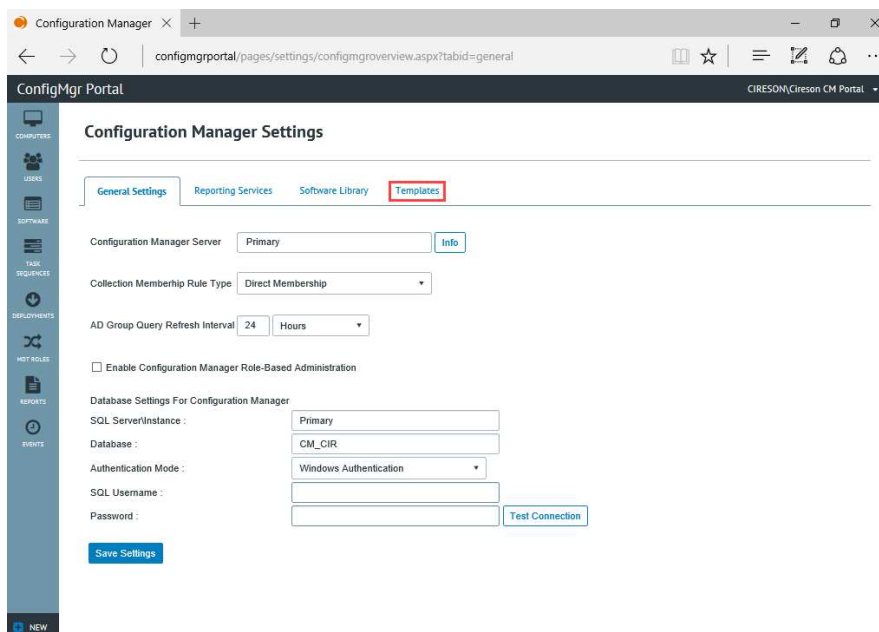 Configuration Manager
configmgrportal/pages/settings/configmgroverview.aspx?tabid=general
ConfigMgr Portal
CIRESON\Cireson CM Portal
COMPUTERS
USERS
SOFTWARE
TASK
SEQUENCES
DEPLOYMENTS
MDT ROLES
REPORTS
EVENTS
NEW
Configuration Manager Settings
General Settings Reporting Services Software Library Templates
Configuration Manager Server Primary Info
Collection Memberhip Rule Type Direct Membership
AD Group Query Refresh Interval 24 Hours
Enable Configuration Manager Role-Based Administration
Database Settings For Configuration Manager
SQL Server\Instance : Primary
Database : CM_CIR
Authentication Mode : Windows Authentication
SQL Username :
Password : Test Connection
Save Settings